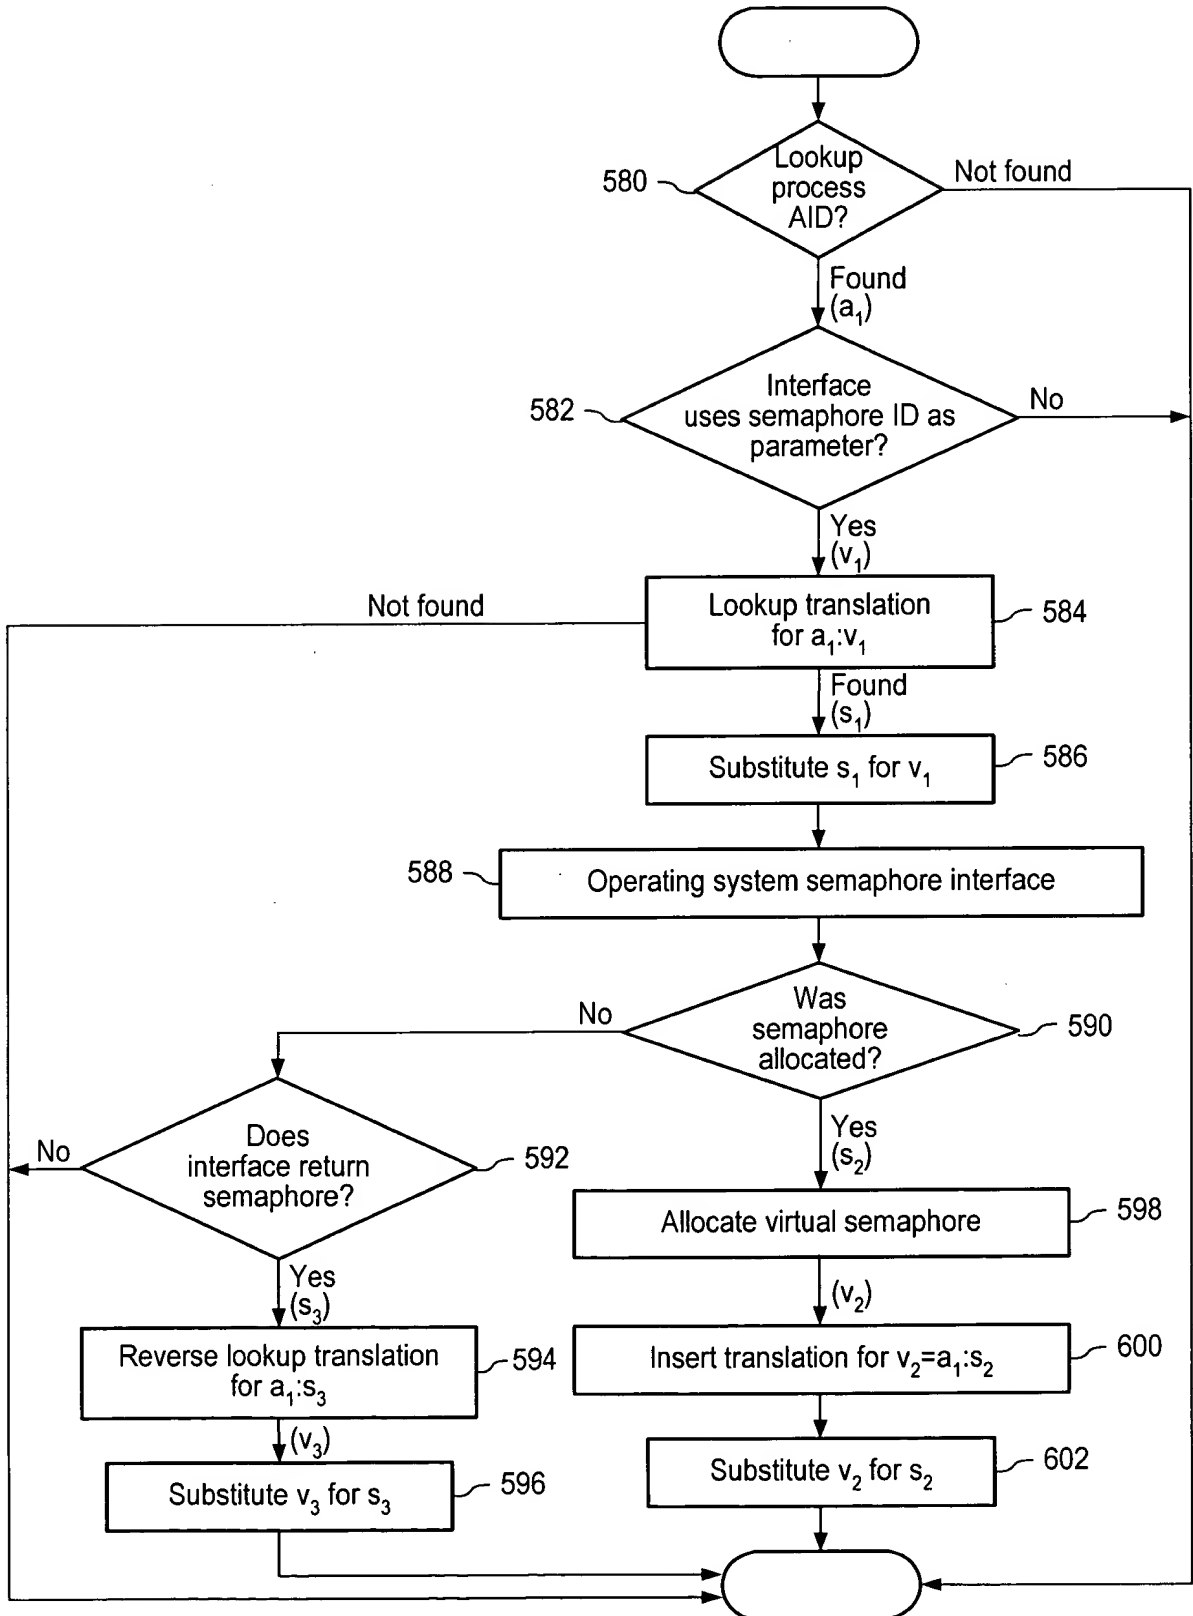 Lookup
process
AID?
580
Not found
Found
(a₁)
Interface
uses semaphore ID as
parameter?
582
No
Yes
(v₁)
Lookup translation
for a₁:v₁
584
Not found
Found
(s₁)
Substitute s₁ for v₁
586
588
Operating system semaphore interface
Was
semaphore
allocated?
590
No
Yes
(s₂)
Does
interface return
semaphore?
592
No
Allocate virtual semaphore
598
Yes
(s₃)
(v₂)
Reverse lookup translation
for a₁:s₃
594
Insert translation for v₂=a₁:s₂
600
(v₃)
Substitute v₃ for s₃
596
Substitute v₂ for s₂
602